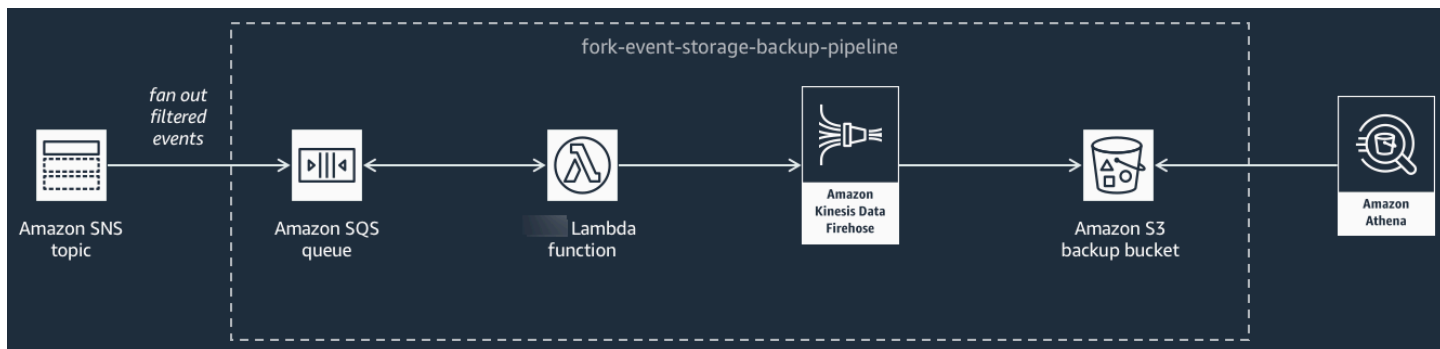 fork-event-storage-backup-pipeline
fan out
filtered
events
Amazon SNS
topic
Amazon SQS
queue
Lambda
function
Amazon
Kinesis Data
Firehose
Amazon S3
backup bucket
Amazon
Athena